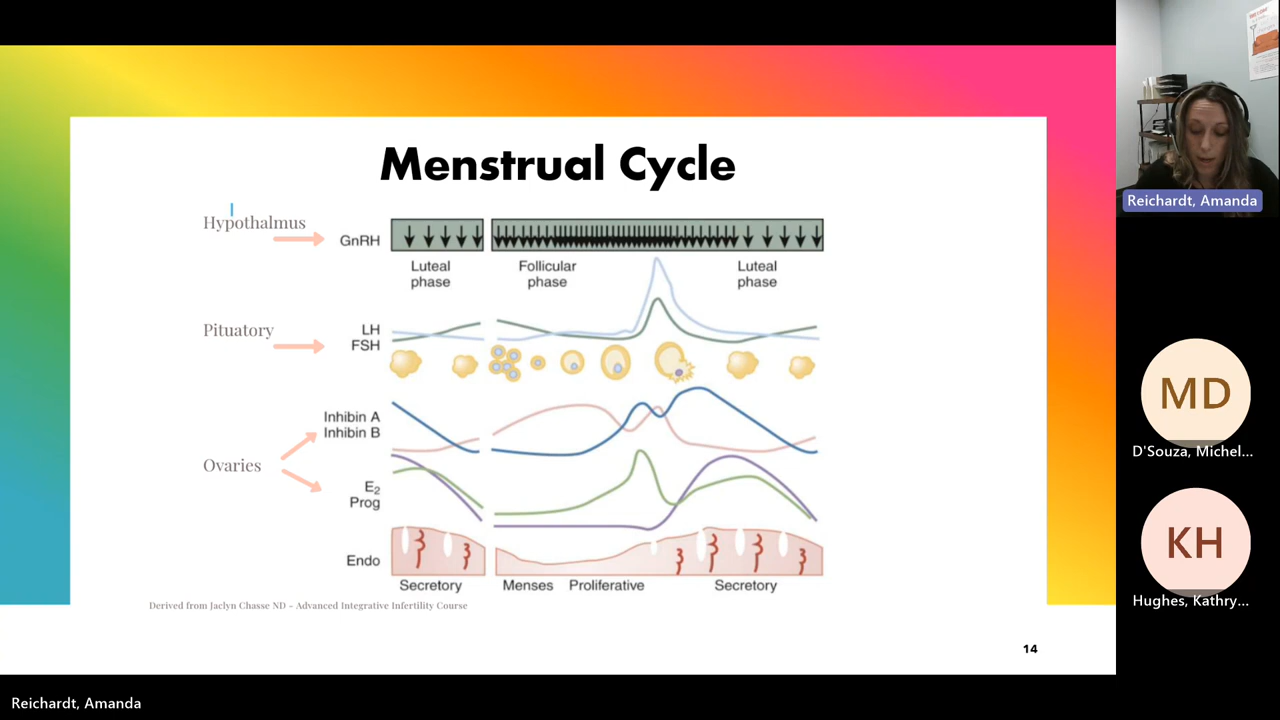 Menstrual Cycle
Hypothalmus
GnRH
Luteal
phase
Follicular
phase
Luteal
phase
Pituatory
LH
FSH
Inhibin A
Inhibin B
Ovaries
E₂
Prog
Endo
Secretory
Menses
Proliferative
Secretory
Derived from Jaclyn Chasse ND – Advanced Integrative Infertility Course
14
Reichardt, Amanda
Reichardt, Amanda
MD
D'Souza, Michel...
KH
Hughes, Kathry...